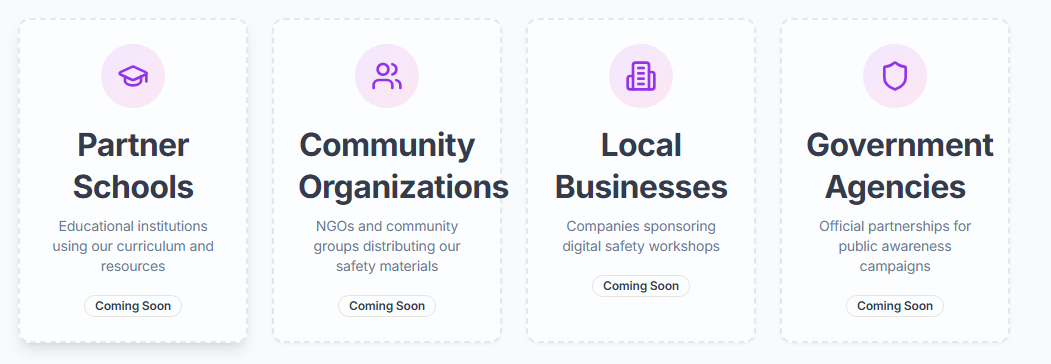 Partner
Schools
Educational institutions
using our curriculum and
resources
Coming Soon
Community
Organizations
NGOs and community
groups distributing our
safety materials
Coming Soon
Local
Businesses
Companies sponsoring
digital safety workshops
Coming Soon
Government
Agencies
Official partnerships for
public awareness
campaigns
Coming Soon